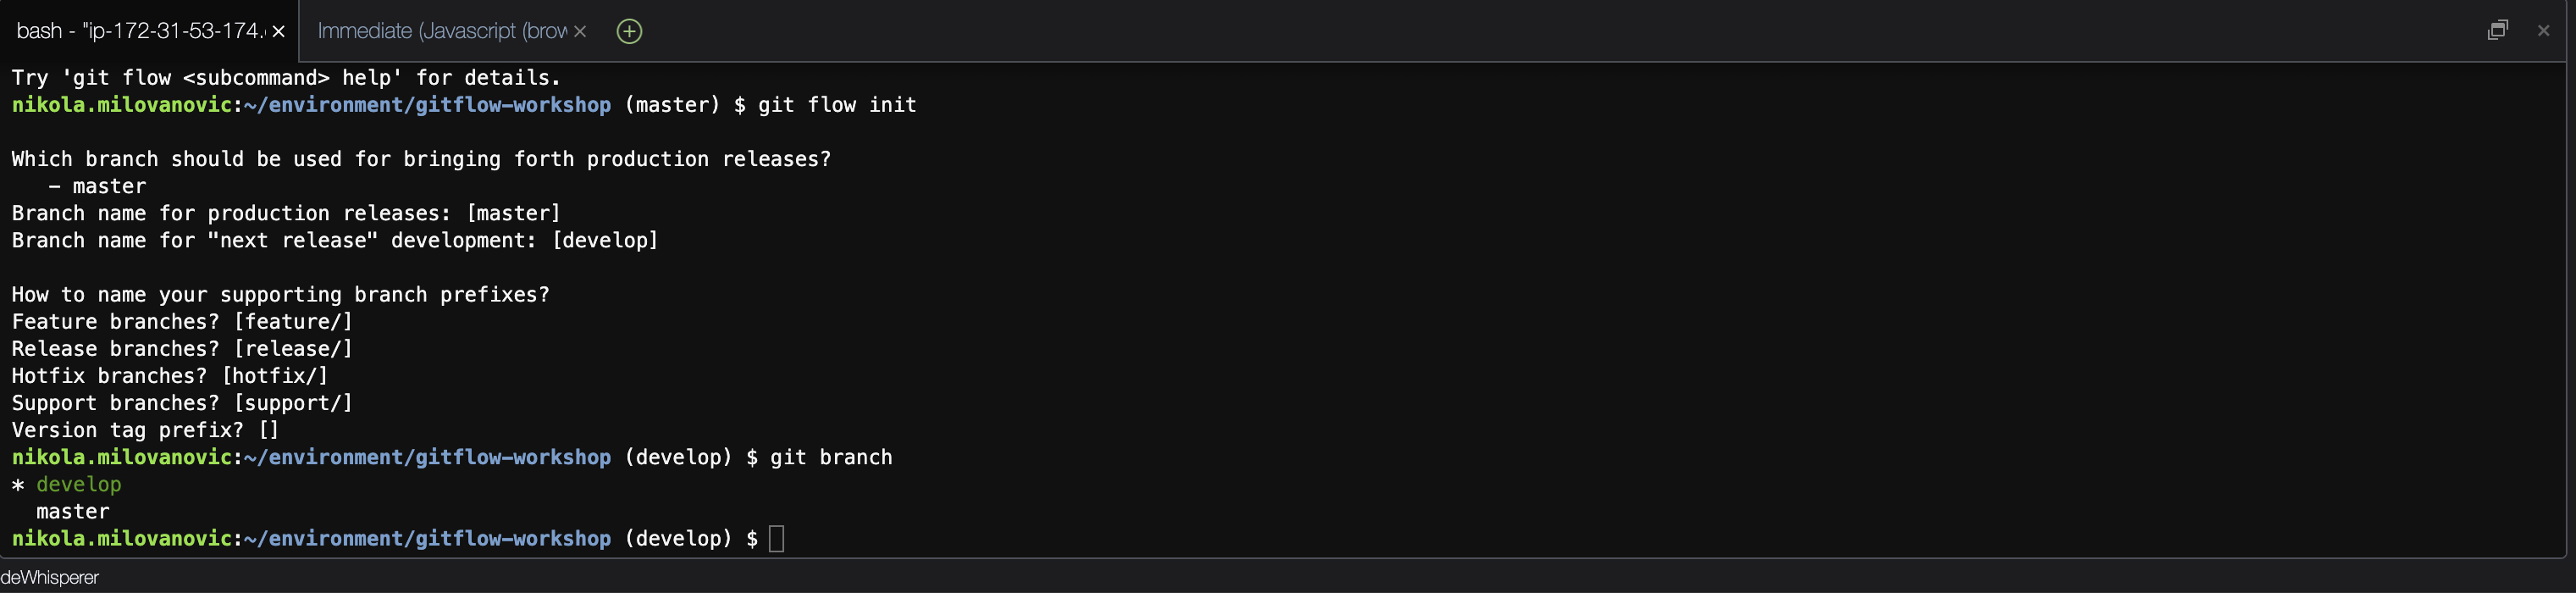 bash - "ip-172-31-53-174.
Immediate (Javascript (brow
Try 'git flow <subcommand> help' for details.
nikola.milovanovic:~/environment/gitflow-workshop (master) $ git flow init
Which branch should be used for bringing forth production releases?
   - master
Branch name for production releases: [master]
Branch name for "next release" development: [develop]
How to name your supporting branch prefixes?
Feature branches? [feature/]
Release branches? [release/]
Hotfix branches? [hotfix/]
Support branches? [support/]
Version tag prefix? []
nikola.milovanovic:~/environment/gitflow-workshop (develop) $ git branch
* develop
  master
nikola.milovanovic:~/environment/gitflow-workshop (develop) $
deWhisperer